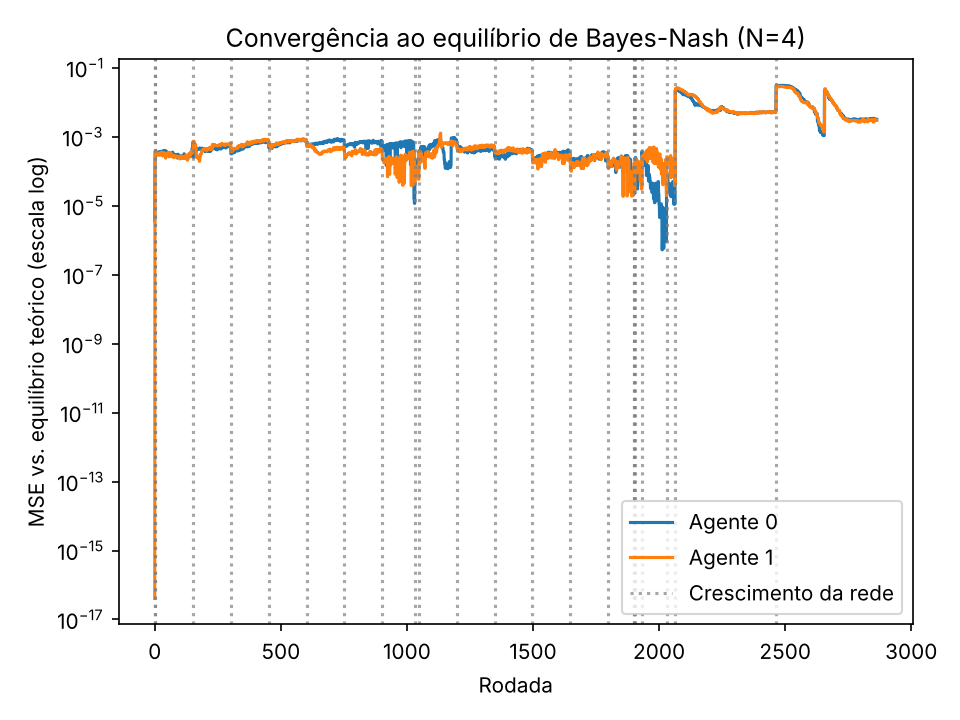 Convergência ao equilíbrio de Bayes-Nash (N=4)
MSE vs. equilíbrio teórico (escala log)
10⁻¹
10⁻³
10⁻⁵
10⁻⁷
10⁻⁹
10⁻¹¹
10⁻¹³
10⁻¹⁵
10⁻¹⁷
Agente 0
Agente 1
Crescimento da rede
0 500 1000 1500 2000 2500 3000
Rodada